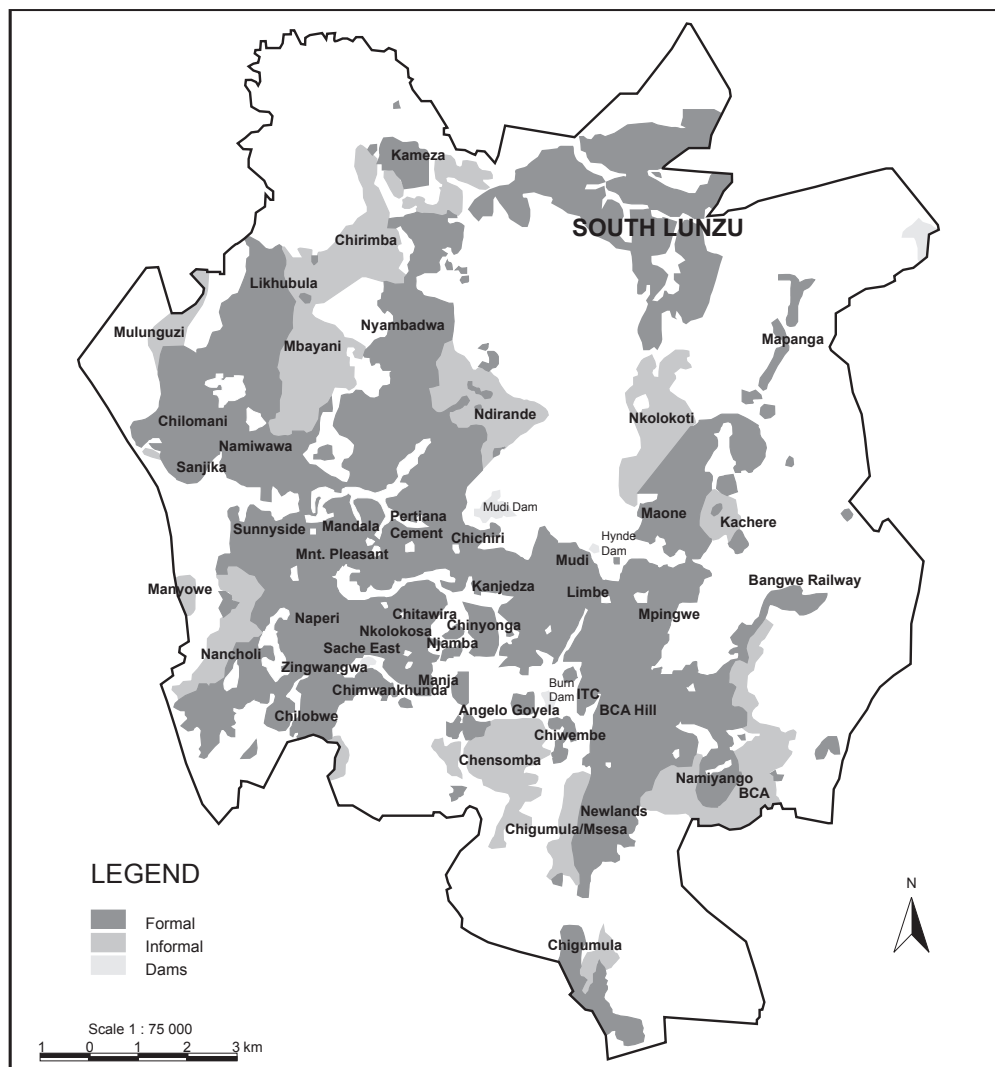 Kameza
SOUTH LUNZU
Chirimba
Likhubula
Mulunguzi
Nyambadwa
Mbayani
Mapanga
Chilomani
Ndirande
Nkolokoti
Namiwawa
Sanjika
Mudi Dam
Maone
Kachere
Sunnyside
Mandala
Pertiana
Cement
Chichiri
Hynde
Dam
Mnt. Pleasant
Mudi
Manyowe
Kanjedza
Limbe
Bangwe Railway
Naperi
Chitawira
Chinyonga
Mpingwe
Nkolokosa
Njamba
Nancholi
Sache East
Zingwangwa
Chimwankhunda
Manja
Bum
Dam
ITC
Chilobwe
Angelo Goyela
BCA Hill
Chiwembe
Chensomba
Namiyango
BCA
Newlands
Chigumula/Msesa
Chigumula
N
LEGEND
Formal
Informal
Dams
Scale 1 : 75 000
1 0 1 2 3 km